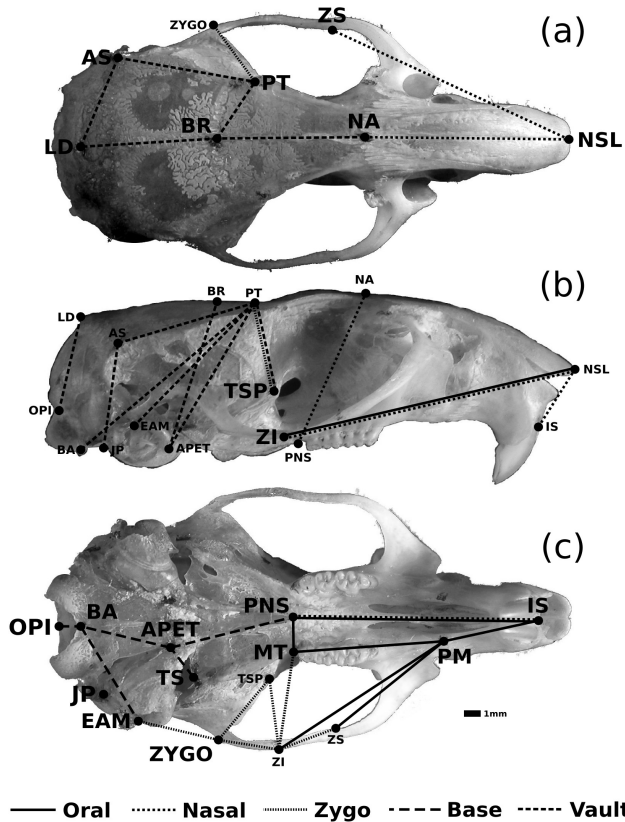 ZYGO
ZS
(a)
AS
PT
BR
NA
LD
NSL
(b)
NA
BR
PT
LD
AS
NSL
TSP
OPI
EAM
ZI
IS
BA
JP
APET
PNS
(c)
PNS
IS
OPI
BA
APET
MT
PM
TS
TSP
JP
EAM
1mm
ZYGO
ZS
ZI
Oral Nasal Zygo Base Vault